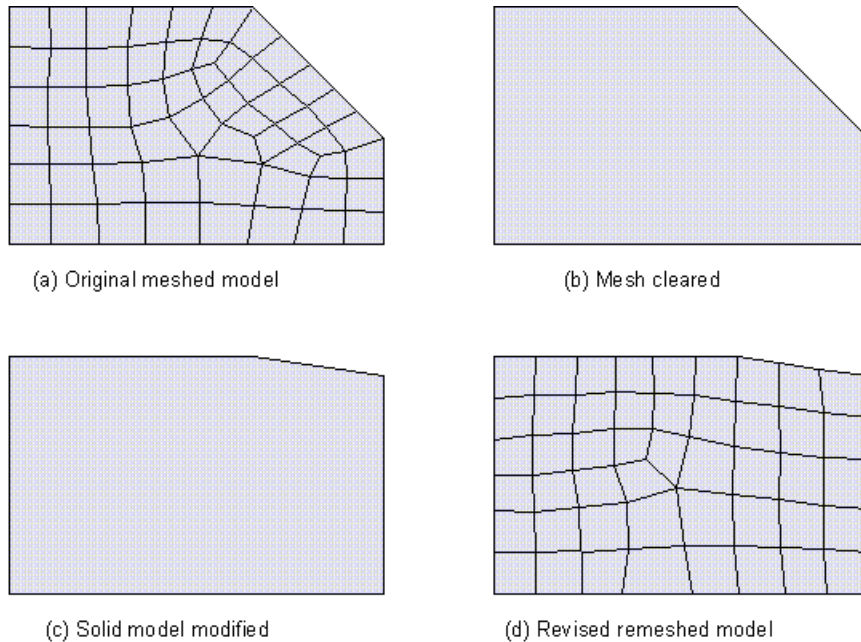 (a) Original meshed model
(b) Mesh cleared
(c) Solid model modified
(d) Revised remeshed model